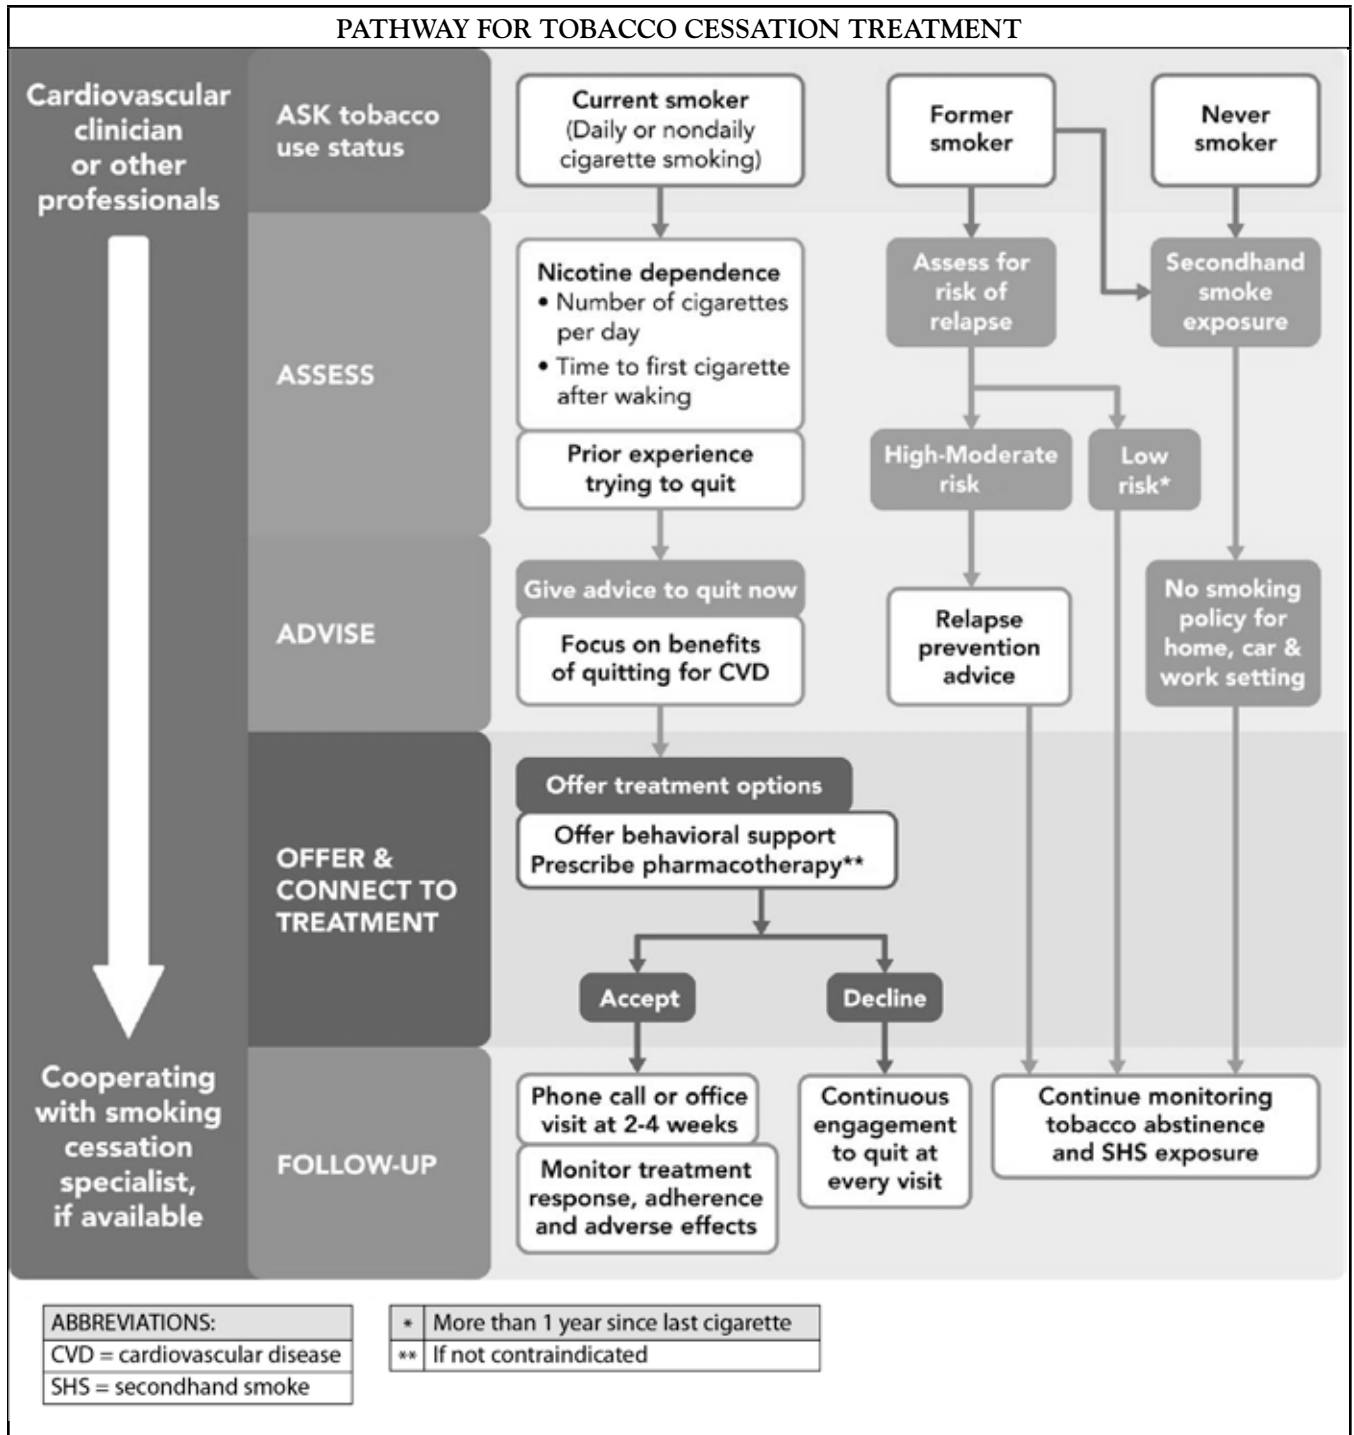 PATHWAY FOR TOBACCO CESSATION TREATMENT
Cardiovascular
clinician
or other
professionals
Cooperating
with smoking
cessation
specialist,
if available
ASK tobacco
use status
Current smoker
(Daily or nondaily
cigarette smoking)
Former
smoker
Never
smoker
ASSESS
Nicotine dependence
• Number of cigarettes
per day
• Time to first cigarette
after waking
Prior experience
trying to quit
Assess for
risk of
relapse
Secondhand
smoke
exposure
High-Moderate
risk
Low
risk*
ADVISE
Give advice to quit now
Focus on benefits
of quitting for CVD
Relapse
prevention
advice
No smoking
policy for
home, car &
work setting
OFFER &
CONNECT TO
TREATMENT
Offer treatment options
Offer behavioral support
Prescribe pharmacotherapy**
Accept
Decline
FOLLOW-UP
Phone call or office
visit at 2-4 weeks
Monitor treatment
response, adherence
and adverse effects
Continuous
engagement
to quit at
every visit
Continue monitoring
tobacco abstinence
and SHS exposure
ABBREVIATIONS:
CVD = cardiovascular disease
SHS = secondhand smoke
* More than 1 year since last cigarette
** If not contraindicated